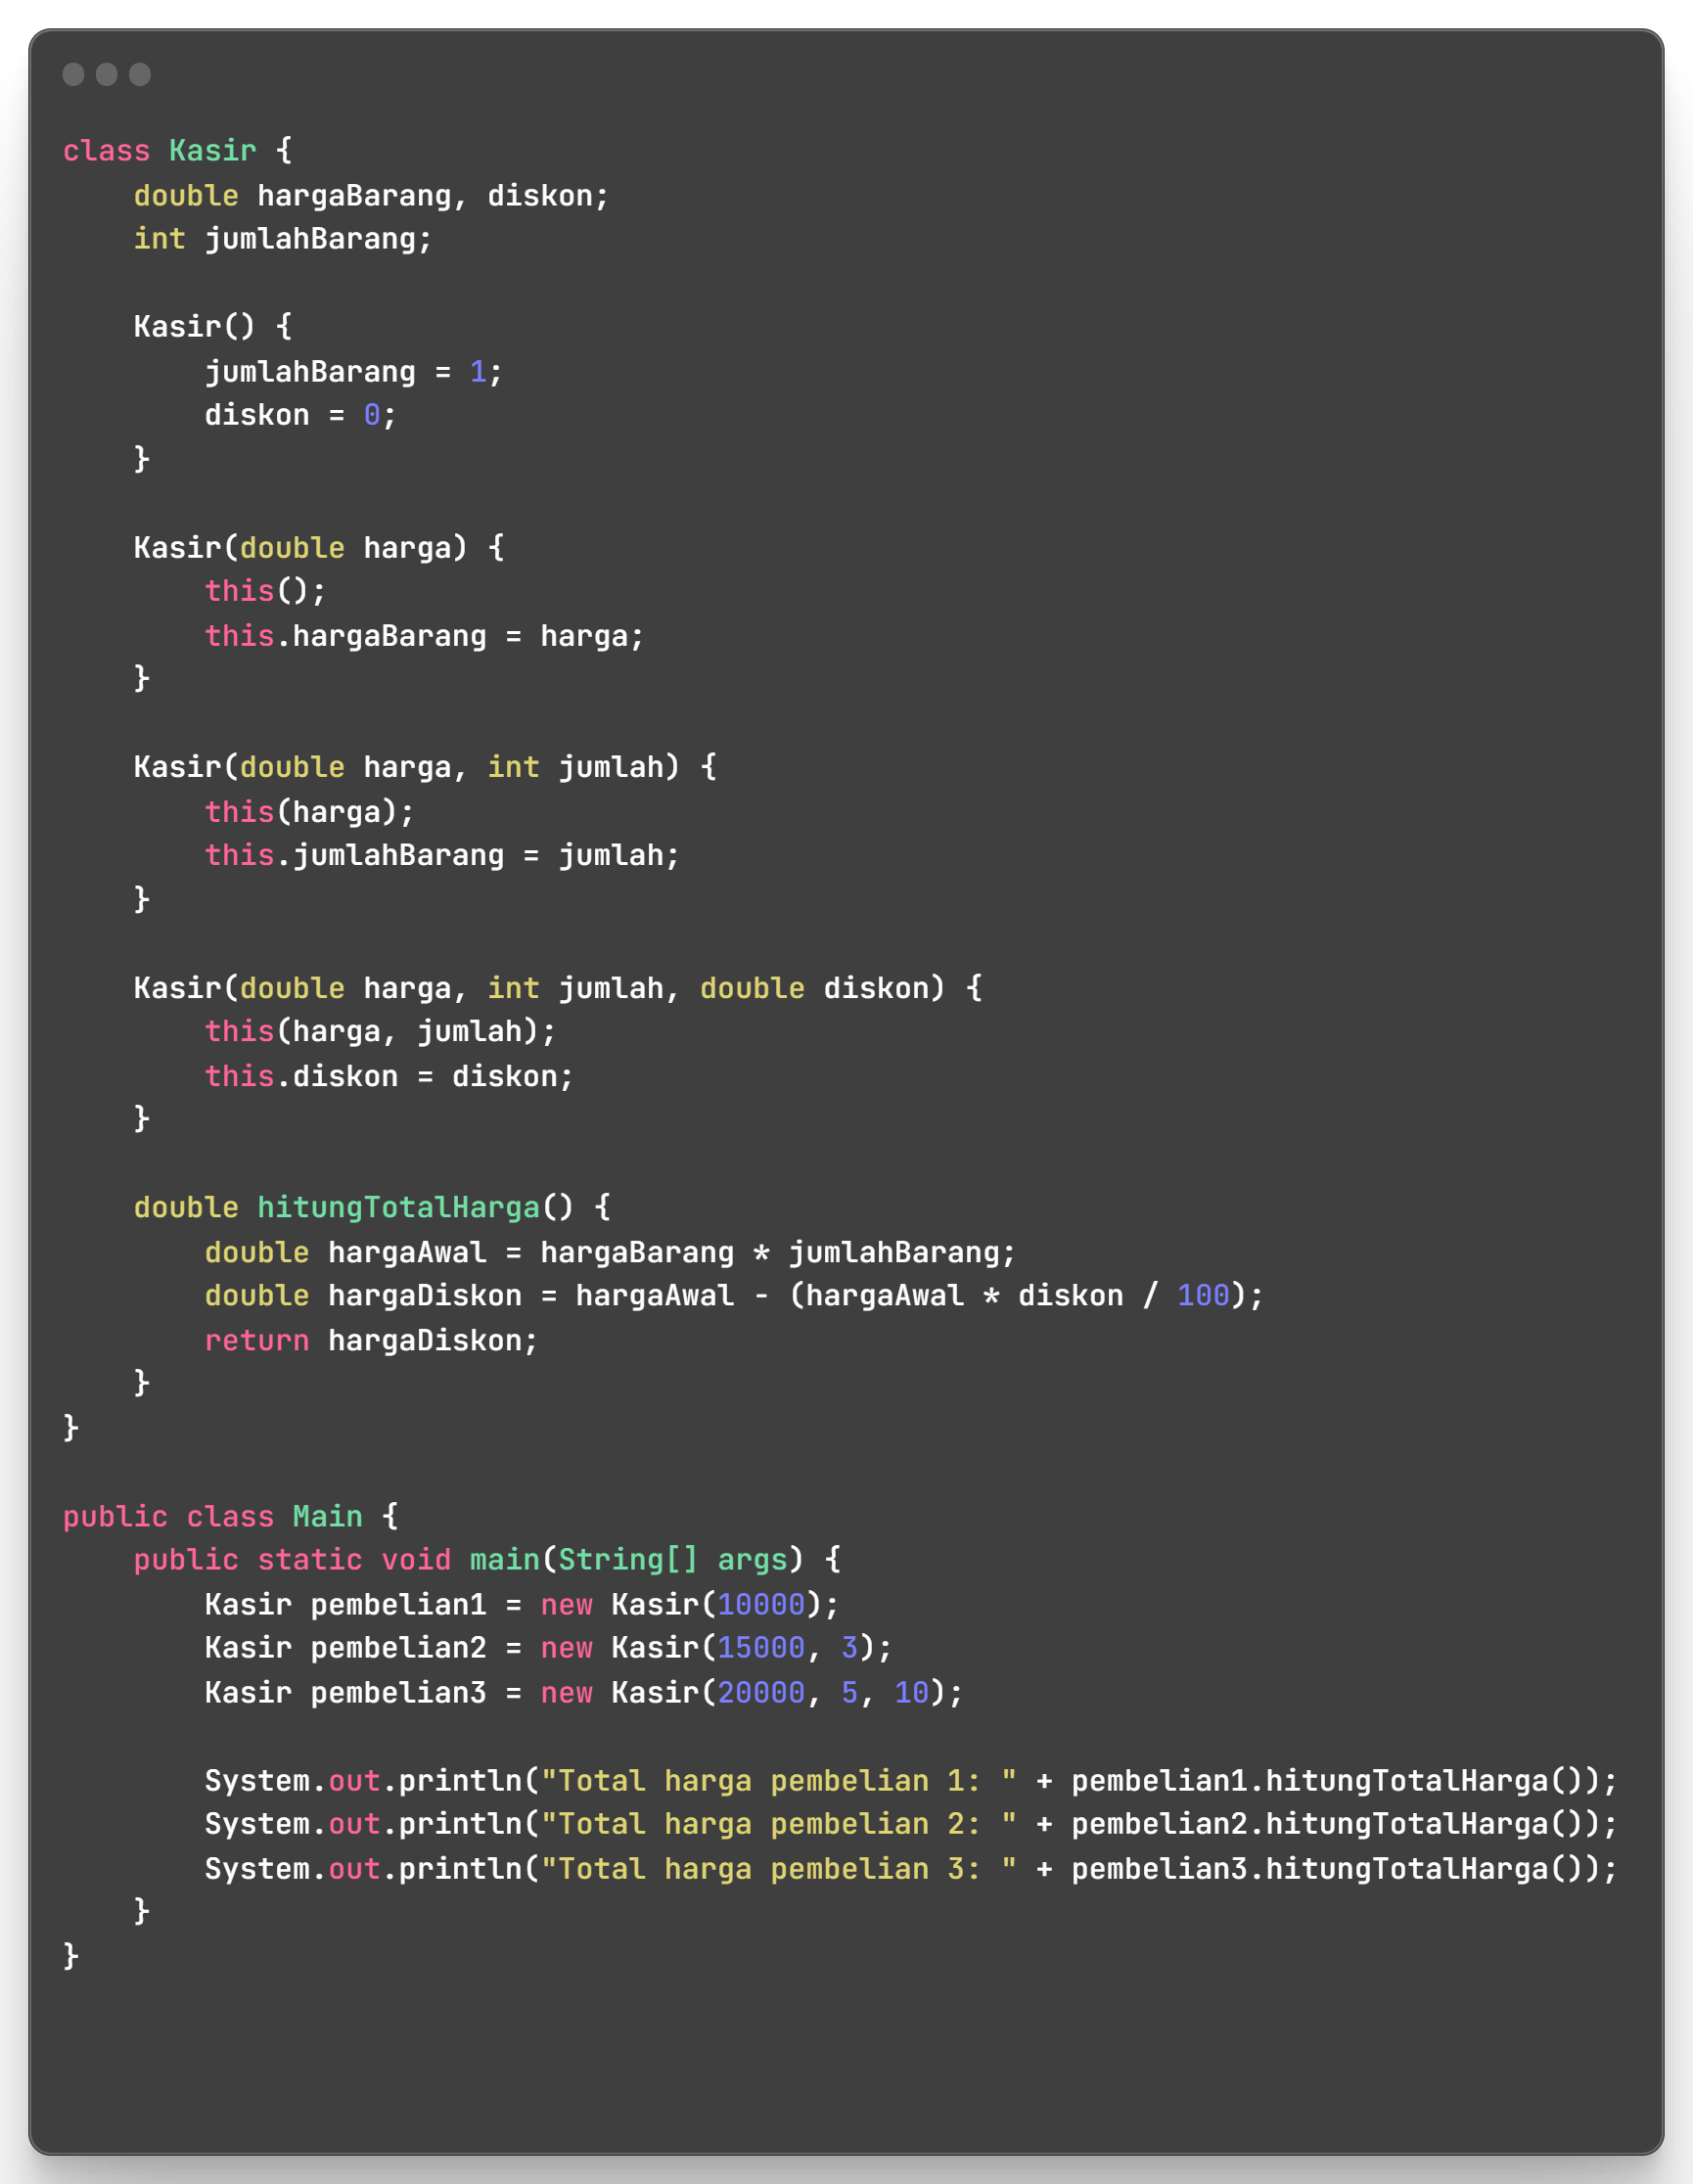 class Kasir {
    double hargaBarang, diskon;
    int jumlahBarang;

    Kasir() {
        jumlahBarang = 1;
        diskon = 0;
    }

    Kasir(double harga) {
        this();
        this.hargaBarang = harga;
    }

    Kasir(double harga, int jumlah) {
        this(harga);
        this.jumlahBarang = jumlah;
    }

    Kasir(double harga, int jumlah, double diskon) {
        this(harga, jumlah);
        this.diskon = diskon;
    }

    double hitungTotalHarga() {
        double hargaAwal = hargaBarang * jumlahBarang;
        double hargaDiskon = hargaAwal - (hargaAwal * diskon / 100);
        return hargaDiskon;
    }
}

public class Main {
    public static void main(String[] args) {
        Kasir pembelian1 = new Kasir(10000);
        Kasir pembelian2 = new Kasir(15000, 3);
        Kasir pembelian3 = new Kasir(20000, 5, 10);

        System.out.println("Total harga pembelian 1: " + pembelian1.hitungTotalHarga());
        System.out.println("Total harga pembelian 2: " + pembelian2.hitungTotalHarga());
        System.out.println("Total harga pembelian 3: " + pembelian3.hitungTotalHarga());
    }
}